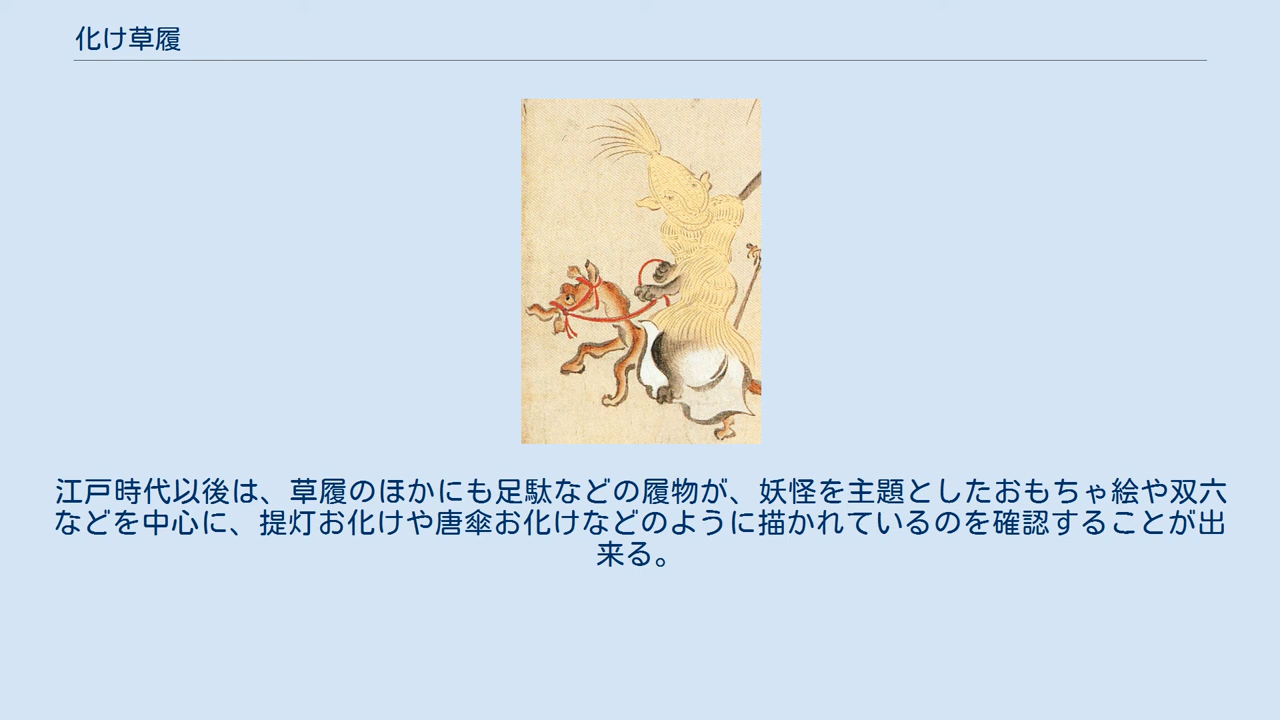 化け草履
江戸時代以後は、草履のほかにも足駄などの履物が、妖怪を主題としたおもちゃ絵や双六
などを中心に、提灯お化けや唐傘お化けなどのように描かれているのを確認することが出
来る。